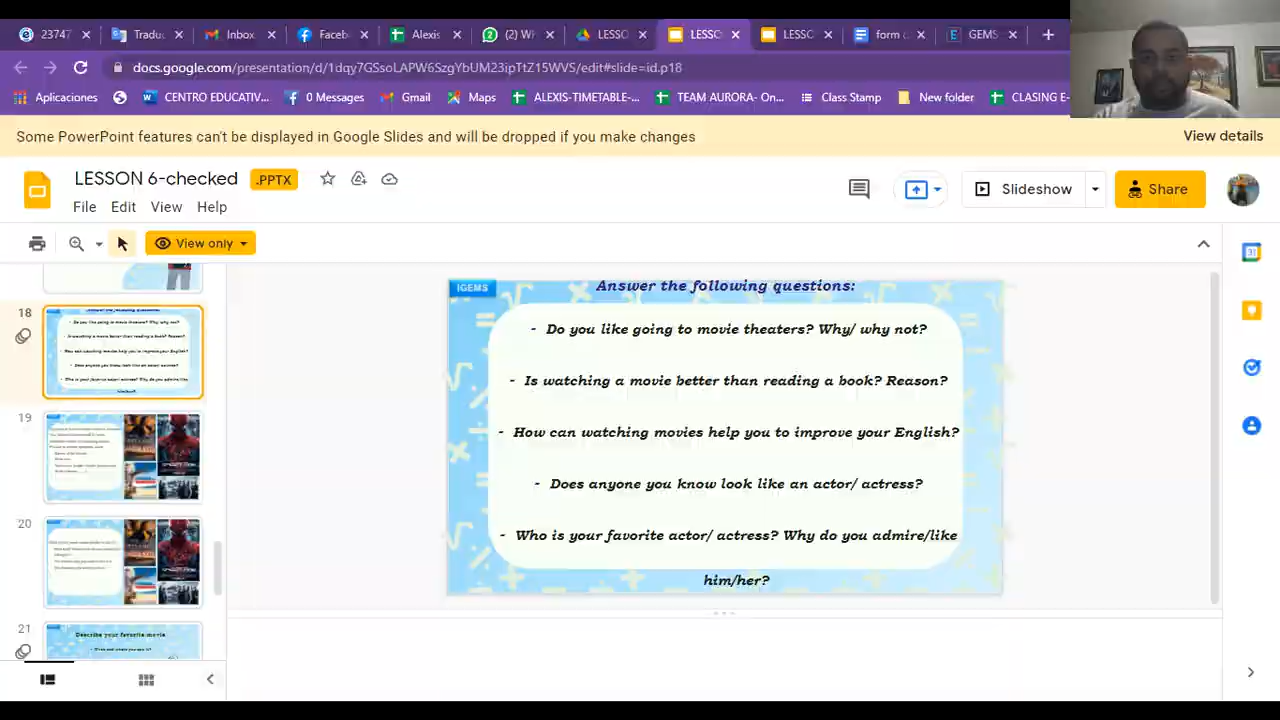 23747
Traduc
Inbox
Faceb
Alexis
(2) Wh
LESSO
LESSC
LESSC
form c
GEMS
docs.google.com/presentation/d/1dqy7GSsoLAPW6SzgYbUM23ipTtZ15WVS/edit#slide=id.p18
Aplicaciones
CENTRO EDUCATIV...
0 Messages
Gmail
Maps
ALEXIS-TIMETABLE-...
TEAM AURORA- On...
Class Stamp
New folder
CLASING E-
Some PowerPoint features can't be displayed in Google Slides and will be dropped if you make changes
View details
LESSON 6-checked
.PPTX
Slideshow
Share
File Edit View Help
View only
IGEMS
Answer the following questions:
- Do you like going to movie theaters? Why/ why not?
- Is watching a movie better than reading a book? Reason?
- How can watching movies help you to improve your English?
- Does anyone you know look like an actor/ actress?
Who is your favorite actor/ actress? Why do you admire/like
him/her?
18
19
20
21
Describe your favorite movie